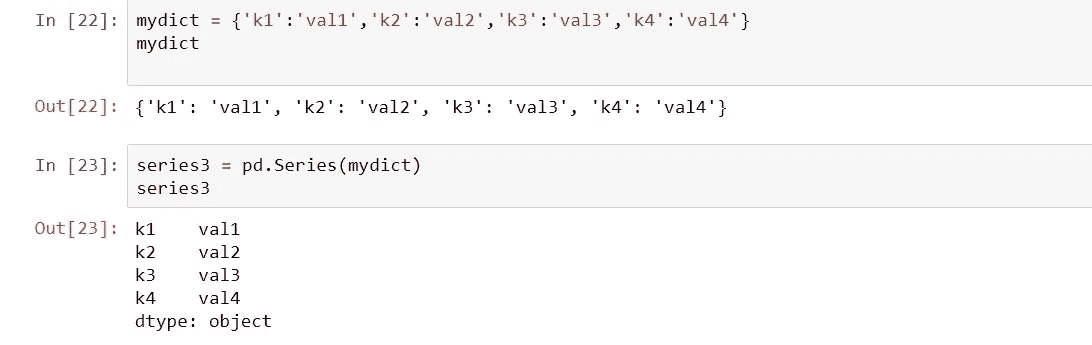 In [22]: mydict = {'k1':'val1','k2':'val2','k3':'val3','k4':'val4'}
mydict
Out[22]: {'k1': 'val1', 'k2': 'val2', 'k3': 'val3', 'k4': 'val4'}
In [23]: series3 = pd.Series(mydict)
series3
Out[23]: k1    val1
k2    val2
k3    val3
k4    val4
dtype: object